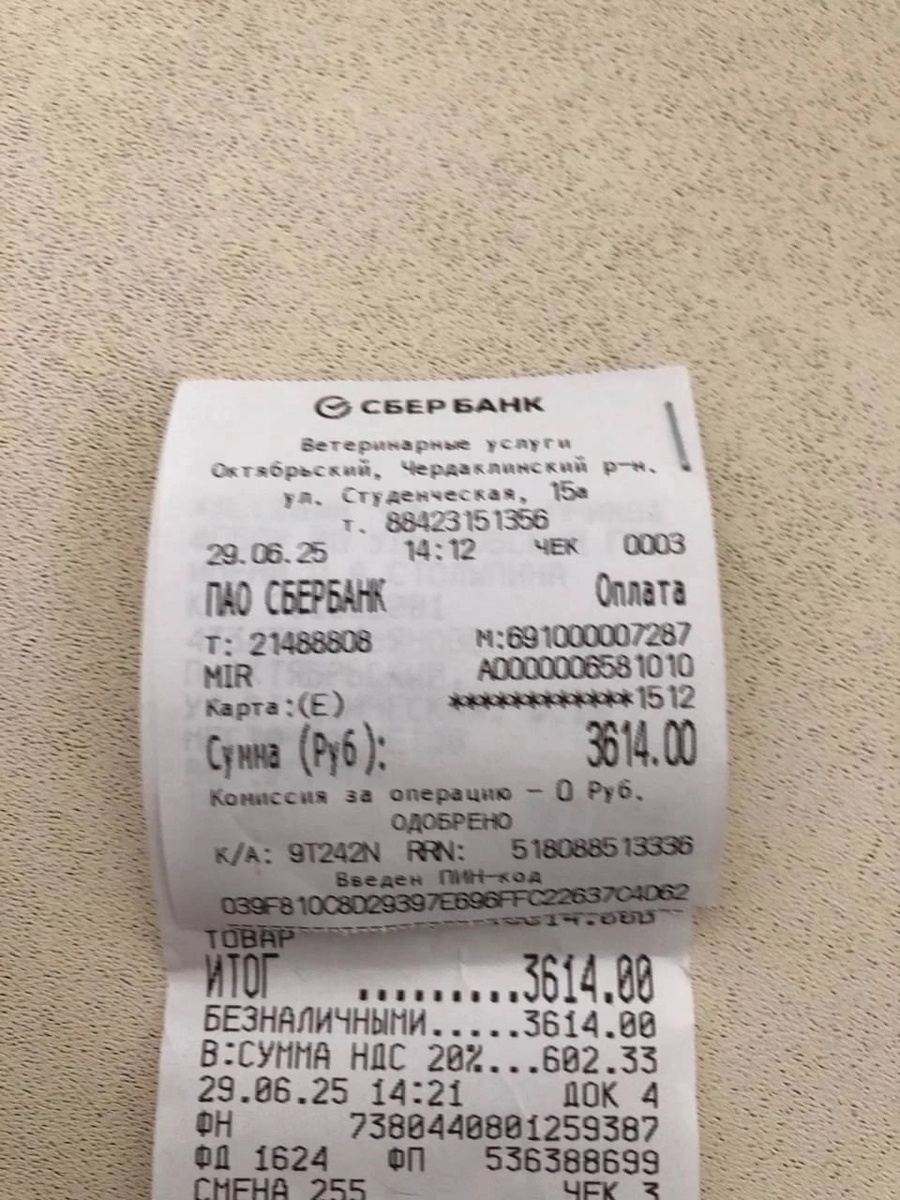 СБЕР БАНК
Ветеринарные услуги
Октябрьский, Чердаклинский р-н,
ул. Студенческая, 15а
т. 88423151356
29.06.25 14:12 ЧЕК 0003
ПАО СБЕРБАНК Оплата
Т: 21488808 М:691000007287
MIR A0000006581010
Карта:(E) ************1512
Сумма (Руб): 3614.00
Комиссия за операцию – 0 Руб.
ОДОБРЕНО
К/А: 9T242N RRN: 518088513336
Введен ПИН-код
039F810C8D29397E696FFC22637C4D62
ТОВАР
ИТОГ .........3614.00
БЕЗНАЛИЧНЫМИ.....3614.00
В:СУММА НДС 20%...602.33
29.06.25 14:21 ДОК 4
ФН 7380440801259387
ФД 1624 ФП 536388699
СМЕНА 255 ЧЕК 3